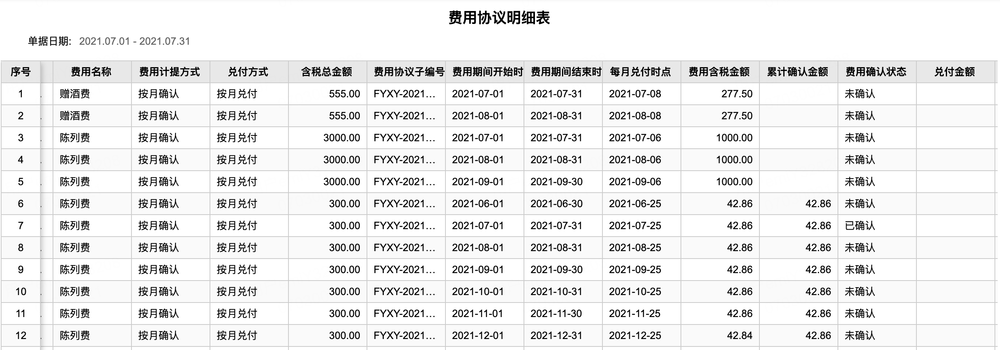 费用协议明细表
单据日期: 2021.07.01 - 2021.07.31
序号 费用名称 费用计提方式 兑付方式 含税总金额 费用协议子编号 费用期间开始时 费用期间结束时 每月兑付时点 费用含税金额 累计确认金额 费用确认状态 兑付金额
1 . 赠酒费 按月确认 按月兑付 555.00 FYXY-2021... 2021-07-01 2021-07-31 2021-07-08 277.50 未确认
2 . 赠酒费 按月确认 按月兑付 555.00 FYXY-2021... 2021-08-01 2021-08-31 2021-08-08 277.50 未确认
3 . 陈列费 按月确认 按月兑付 3000.00 FYXY-2021... 2021-07-01 2021-07-31 2021-07-06 1000.00 未确认
4 . 陈列费 按月确认 按月兑付 3000.00 FYXY-2021... 2021-08-01 2021-08-31 2021-08-06 1000.00 未确认
5 . 陈列费 按月确认 按月兑付 3000.00 FYXY-2021... 2021-09-01 2021-09-30 2021-09-06 1000.00 未确认
6 . 陈列费 按月确认 按月兑付 300.00 FYXY-2021... 2021-06-01 2021-06-30 2021-06-25 42.86 42.86 未确认
7 . 陈列费 按月确认 按月兑付 300.00 FYXY-2021... 2021-07-01 2021-07-31 2021-07-25 42.86 42.86 已确认
8 . 陈列费 按月确认 按月兑付 300.00 FYXY-2021... 2021-08-01 2021-08-31 2021-08-25 42.86 42.86 未确认
9 . 陈列费 按月确认 按月兑付 300.00 FYXY-2021... 2021-09-01 2021-09-30 2021-09-25 42.86 42.86 未确认
10 . 陈列费 按月确认 按月兑付 300.00 FYXY-2021... 2021-10-01 2021-10-31 2021-10-25 42.86 42.86 未确认
11 . 陈列费 按月确认 按月兑付 300.00 FYXY-2021... 2021-11-01 2021-11-30 2021-11-25 42.86 42.86 未确认
12 . 陈列费 按月确认 按月兑付 300.00 FYXY-2021... 2021-12-01 2021-12-31 2021-12-25 42.84 42.86 未确认